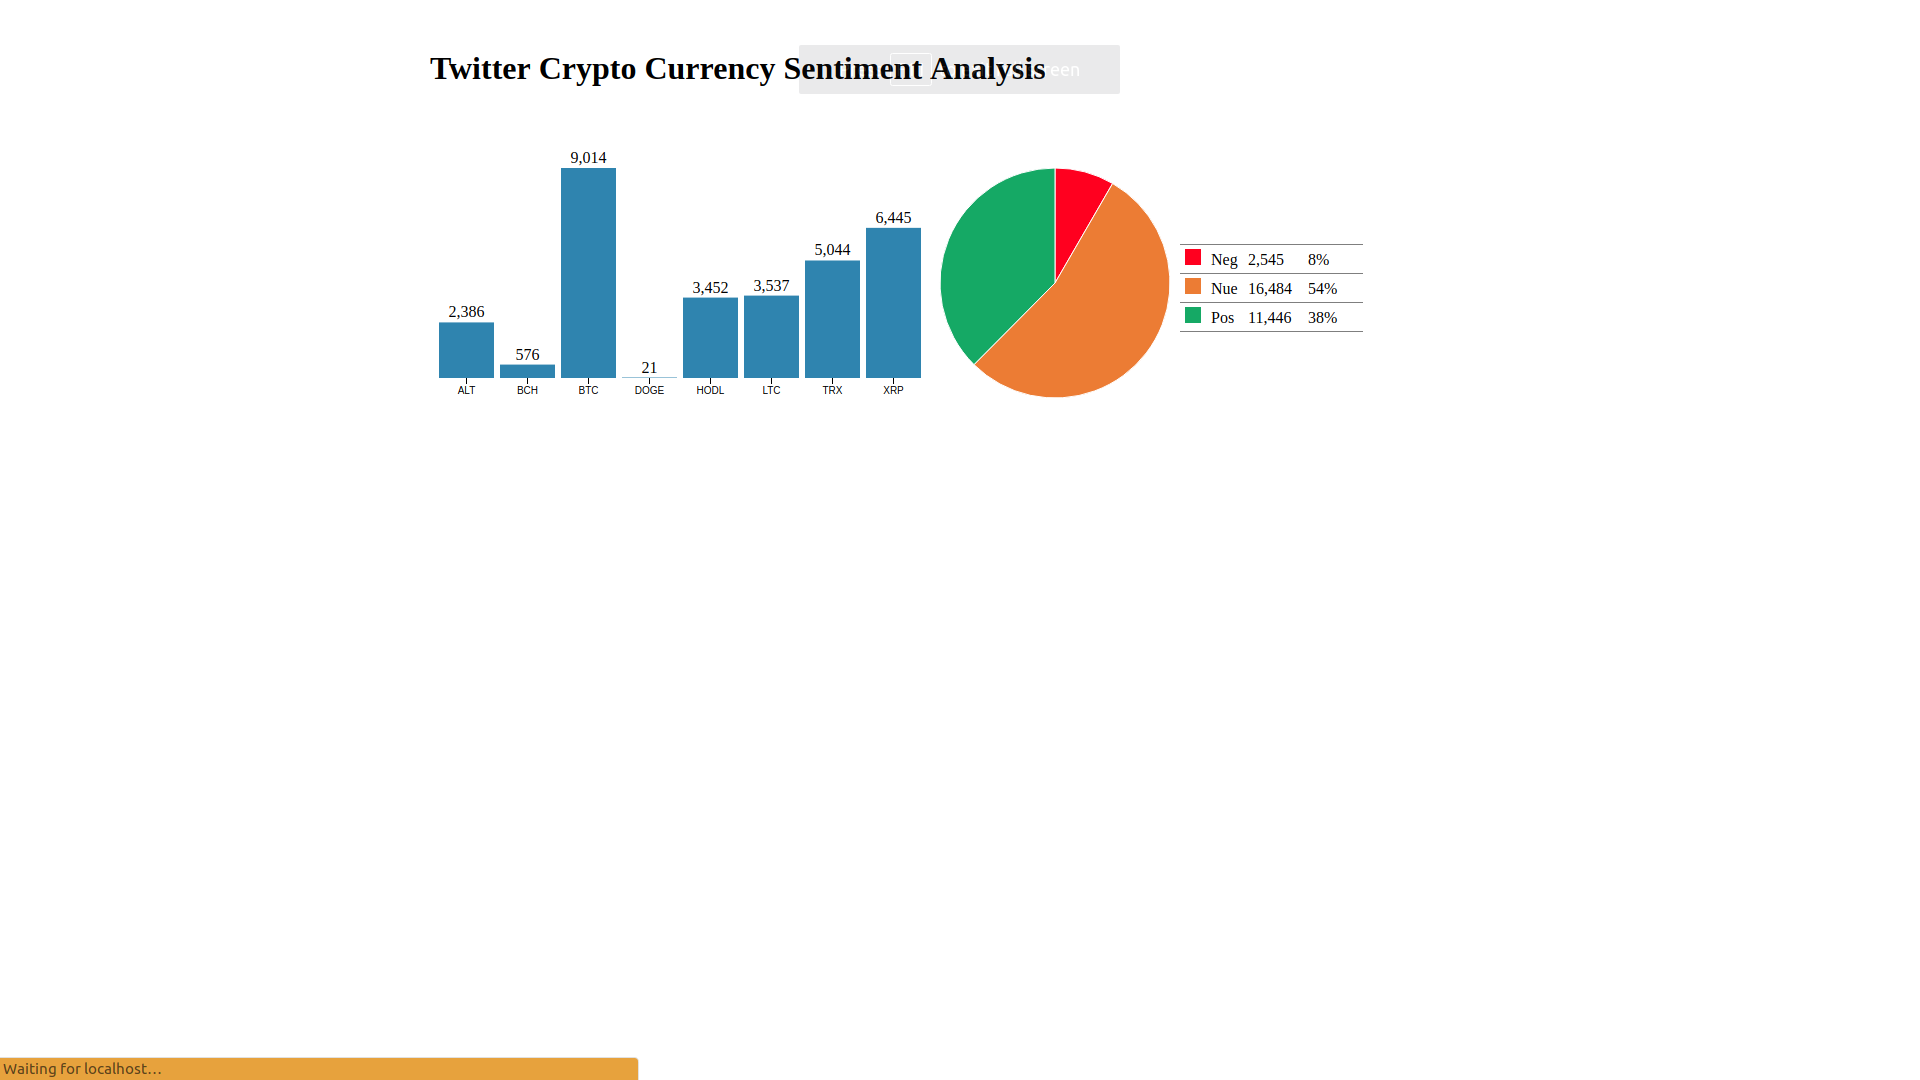 Twitter Crypto Currency Sentiment Analysis
9,014
6,445
5,044
3,452
3,537
2,386
576
21
ALT BCH BTC DOGE HODL LTC TRX XRP
Neg 2,545 8%
Nue 16,484 54%
Pos 11,446 38%
Waiting for localhost...